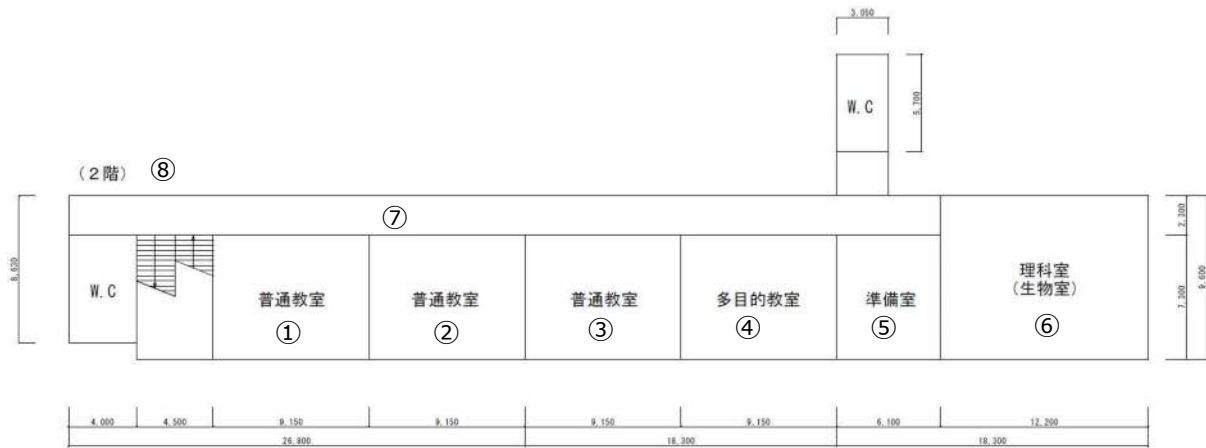 3,050
W.C
5,700
(2階) ⑧
⑦
2,300
8,630
W.C
普通教室
①
普通教室
②
普通教室
③
多目的教室
④
準備室
⑤
理科室
(生物室)
⑥
7,300
9,600
4,000 4,500 9,150 9,150 9,150 9,150 6,100 12,200
26,800 18,300 18,300